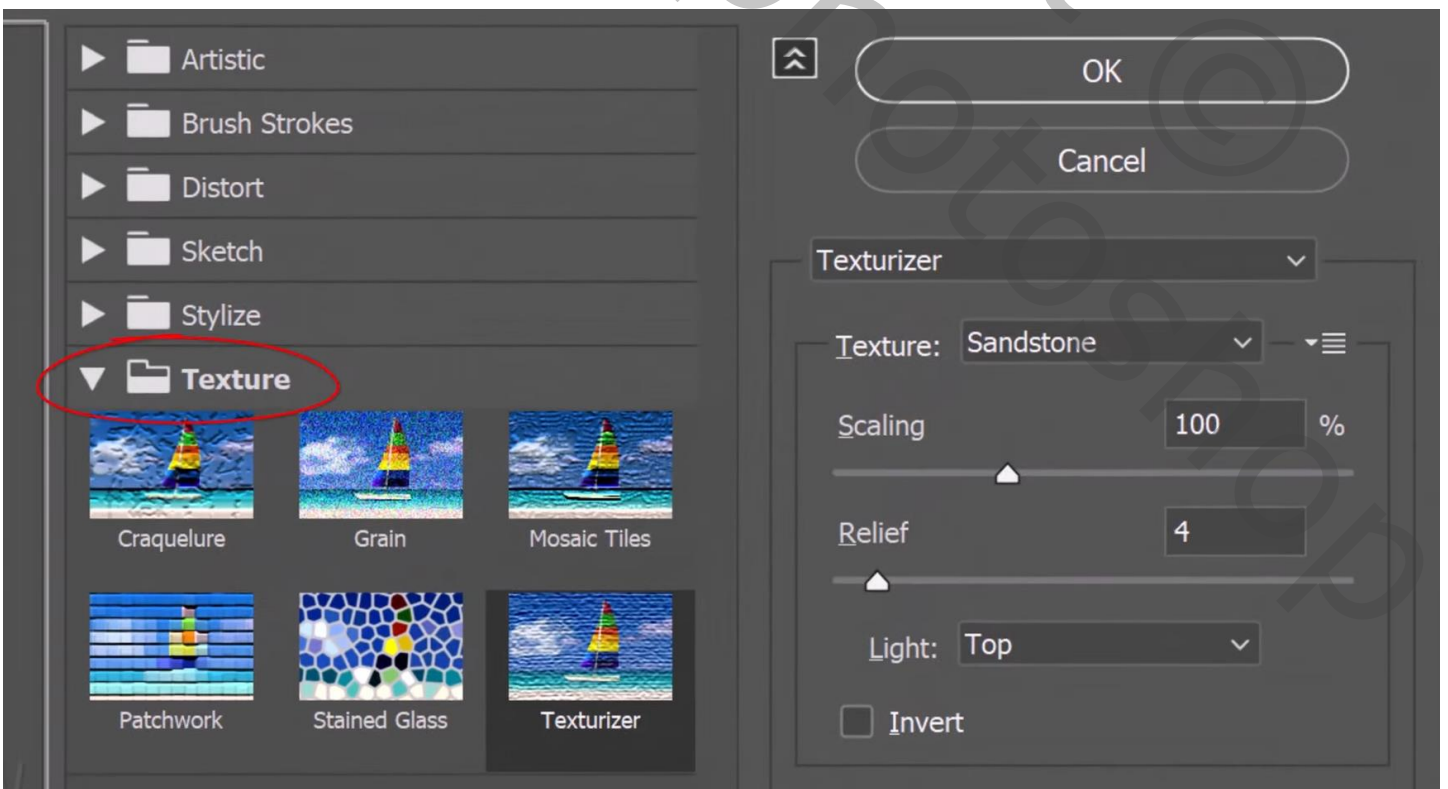 Artistic
Brush Strokes
Distort
Sketch
Stylize
Texture
Craquelure Grain Mosaic Tiles
Patchwork Stained Glass Texturizer
OK
Cancel
Texturizer
Texture: Sandstone
Scaling 100 %
Relief 4
Light: Top
Invert
© Photoshop